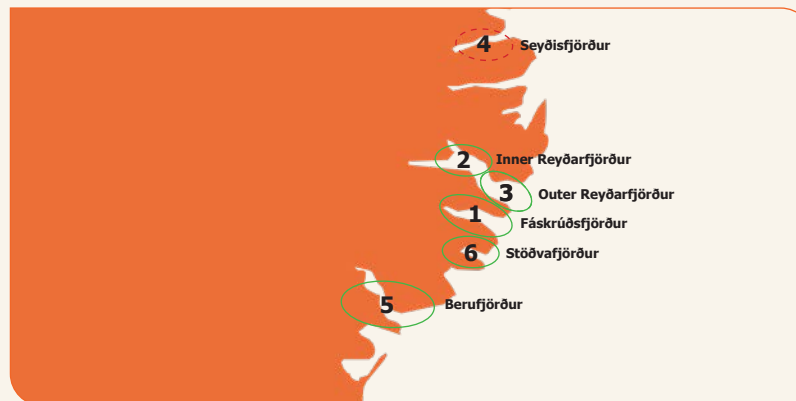 4 Seyðisfjörður
2 Inner Reyðarfjörður
3 Outer Reyðarfjörður
1 Fáskrúðsfjörður
6 Stöðvafjörður
5 Berufjörður